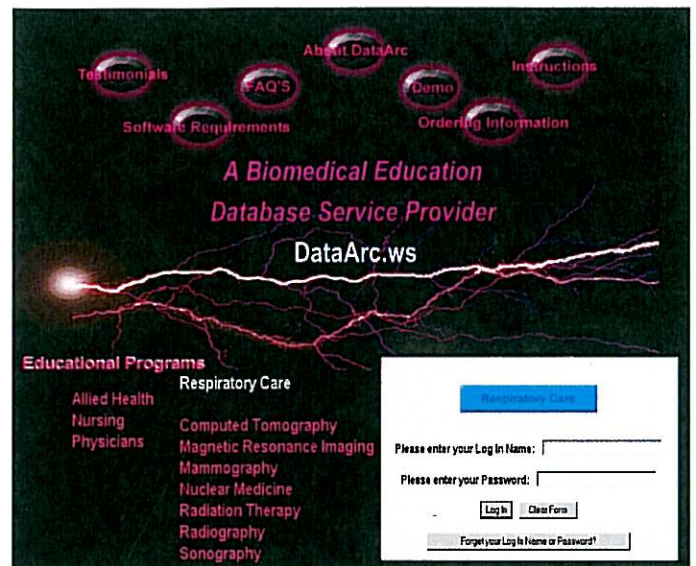 About DataArc
Testimonials
Instructions
FAQ'S
Demo
Software Requirements
Ordering Information
A Biomedical Education
Database Service Provider
DataArc.ws
Educational Programs
Allied Health
Nursing
Physicians
Respiratory Care
Computed Tomography
Magnetic Resonance Imaging
Mammography
Nuclear Medicine
Radiation Therapy
Radiography
Sonography
Respiratory Care
Please enter your Log In Name:
Please enter your Password:
Log In
Clear Form
Forget your Log In Name or Password?